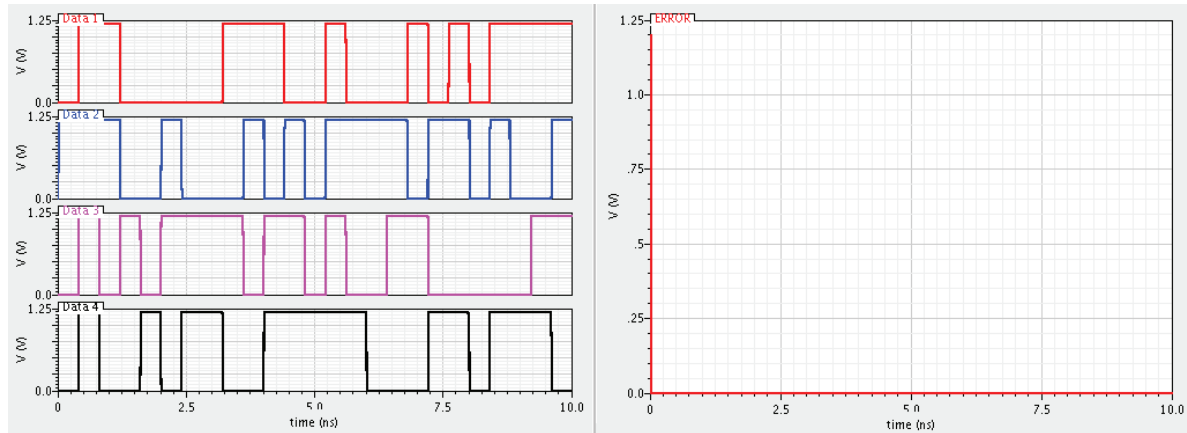 Data 1
1.25
V (V)
0.0
Data 2
1.25
V (V)
0.0
Data 3
1.25
V (V)
0.0
Data 4
1.25
V (V)
0.0
0 2.5 5.0 7.5 10.0
time (ns)
ERROR
1.25
1.0
.75
V (V)
.5
.25
0.0
0 2.5 5.0 7.5 10.0
time (ns)